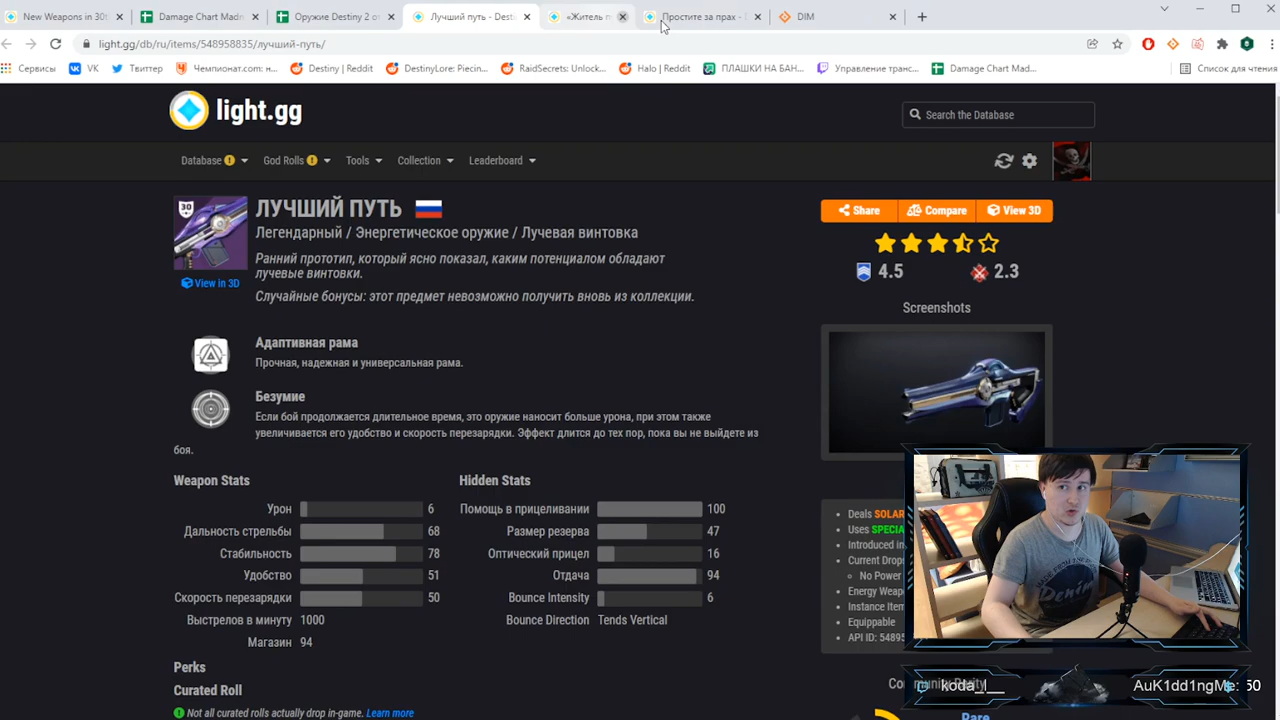 New Weapons in 30th
Damage Chart Madn
Оружие Destiny 2 от
Лучший путь - Dest
«Житель п
Простите за прах - D
DIM
light.gg/db/ru/items/548958835/лучший-путь/
Сервисы
VK
Твиттер
Чемпионат.com: н...
Destiny | Reddit
DestinyLore: Piecin...
RaidSecrets: Unlock...
Halo | Reddit
ПЛАШКИ НА БАН...
Управление транс...
Damage Chart Mad...
Список для чтения
light.gg
Search the Database
Database
God Rolls
Tools
Collection
Leaderboard
30
ЛУЧШИЙ ПУТЬ
Легендарный / Энергетическое оружие / Лучевая винтовка
Ранний прототип, который ясно показал, каким потенциалом обладают
лучевые винтовки.
View in 3D
Случайные бонусы: этот предмет невозможно получить вновь из коллекции.
Share
Compare
View 3D
4.5
2.3
Screenshots
Адаптивная рама
Прочная, надежная и универсальная рама.
Безумие
Если бой продолжается длительное время, это оружие наносит больше урона, при этом также
увеличивается его удобство и скорость перезарядки. Эффект длится до тех пор, пока вы не выйдете из
боя.
Weapon Stats
Урон 6
Дальность стрельбы 68
Стабильность 78
Удобство 51
Скорость перезарядки 50
Выстрелов в минуту 1000
Магазин 94
Hidden Stats
Помощь в прицеливании 100
Размер резерва 47
Оптический прицел 16
Отдача 94
Bounce Intensity 6
Bounce Direction Tends Vertical
Deals SOLAR
Uses SPECIA
Introduced in
Current Drops
No Power
Energy Weap
Instance Item
Equippable
API ID: 54895
Perks
Curated Roll
Not all curated rolls actually drop in-game. Learn more
koda_l__
AuK1dd1ngMe: 50
Rare